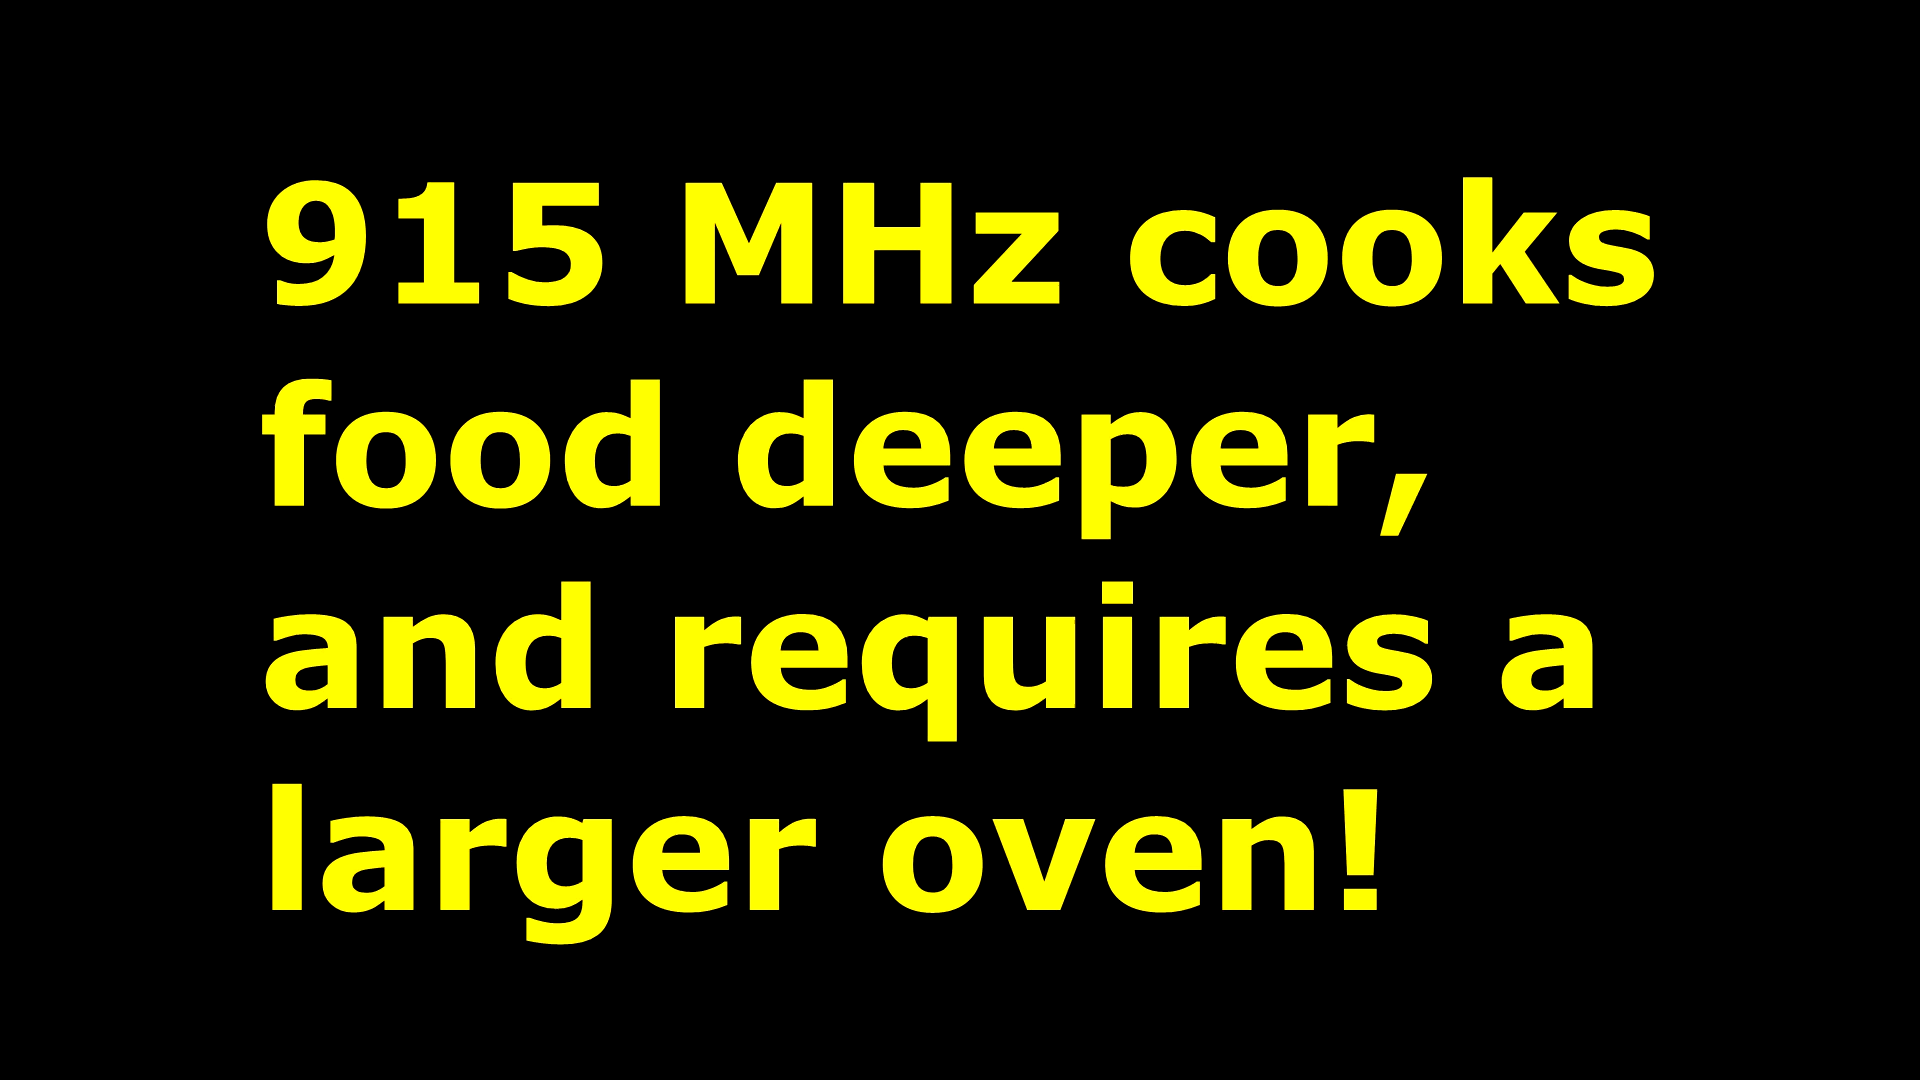 915 MHz cooks
food deeper,
and requires a
larger oven!